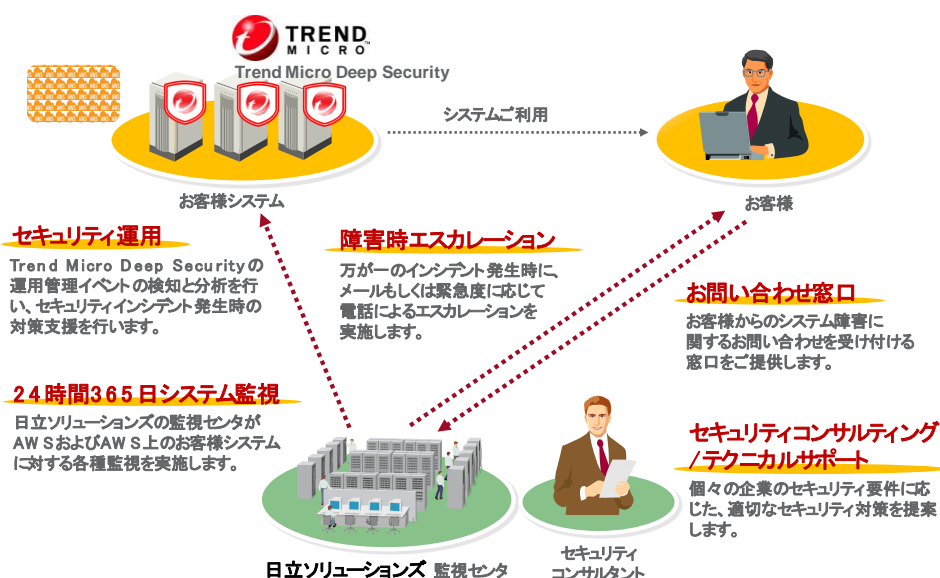 TREND
MICRO
Trend Micro Deep Security
システムご利用
お客様システム
お客様
セキュリティ運用
Trend Micro Deep Securityの
運用管理イベントの検知と分析を行
い、セキュリティインシデント発生時の
対策支援を行います。
障害時エスカレーション
万が一のインシデント発生時に、
メールもしくは緊急度に応じて
電話によるエスカレーションを
実施します。
お問い合わせ窓口
お客様からのシステム障害に
関するお問い合わせを受け付ける
窓口をご提供します。
24時間365日システム監視
日立ソリューションズの監視センタが
AWSおよびAWS上のお客様システム
に対する各種監視を実施します。
セキュリティコンサルティング
/テクニカルサポート
個々の企業のセキュリティ要件に応
じた、適切なセキュリティ対策を提案
します。
日立ソリューションズ 監視センタ
セキュリティ
コンサルタント